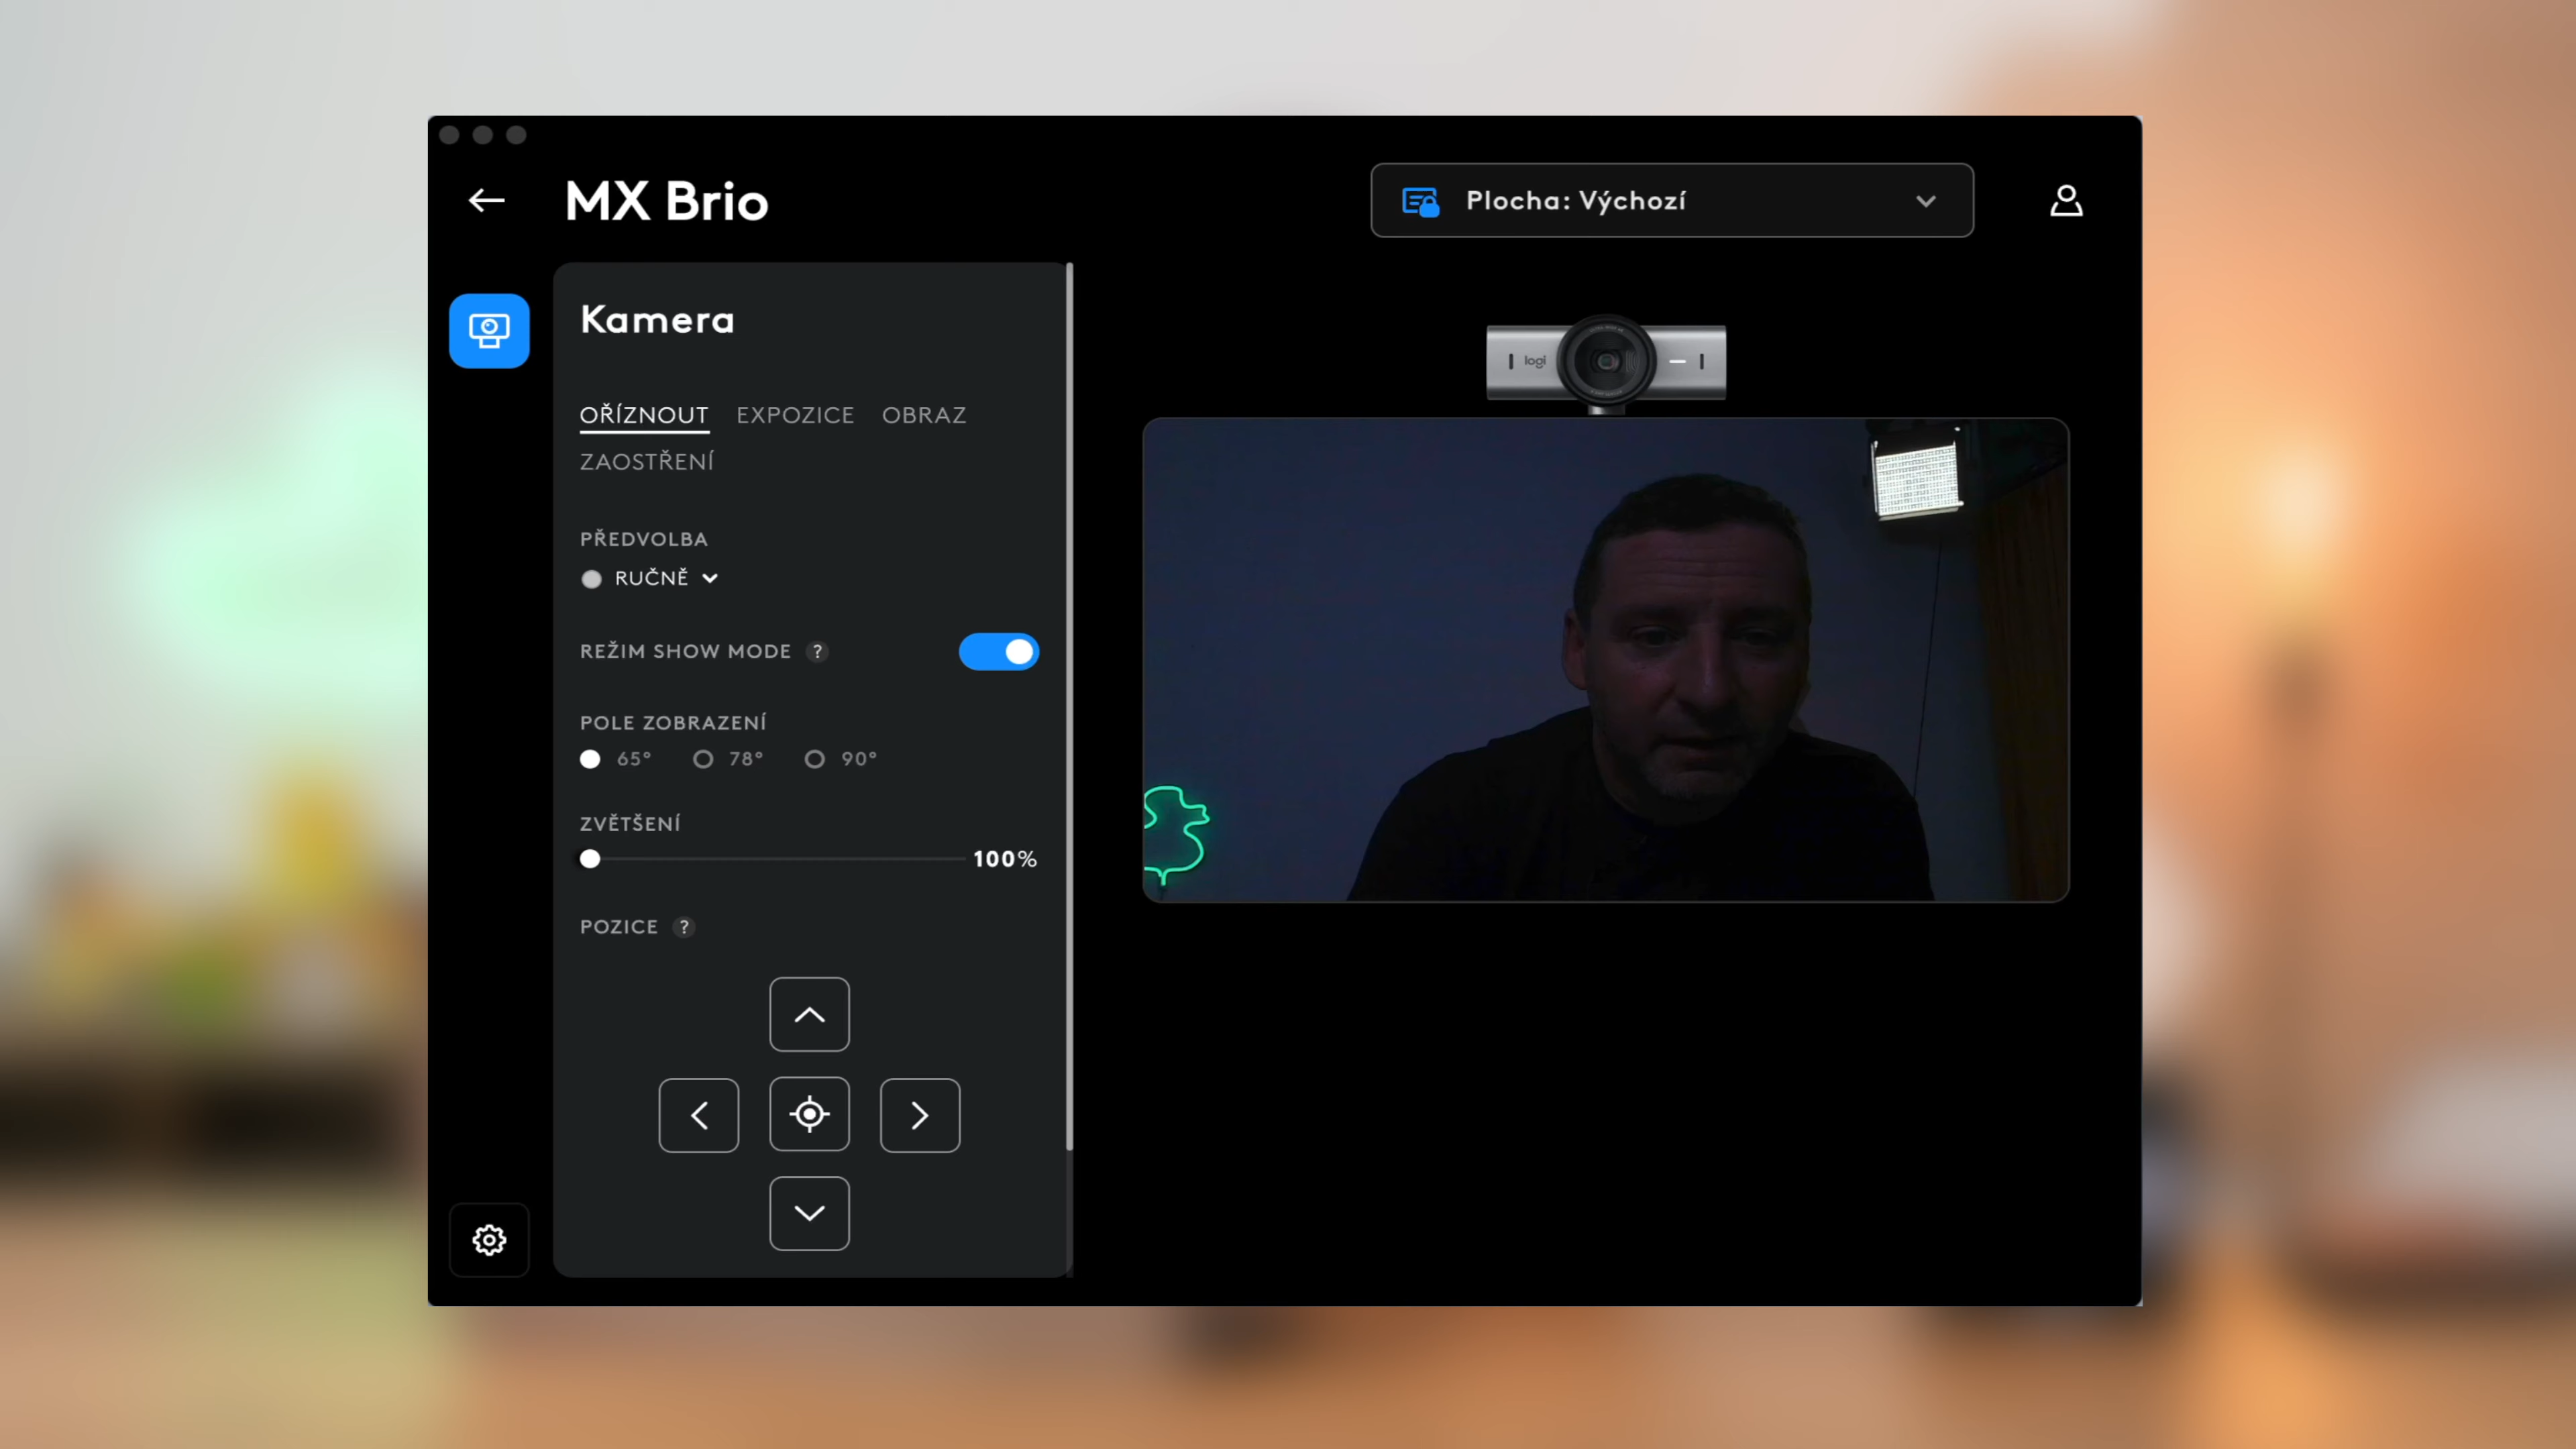 MX Brio
Plocha: Výchozí
Kamera
OŘÍZNOUT EXPOZICE OBRAZ
ZAOSTŘENÍ
PŘEDVOLBA
RUČNĚ
REŽIM SHOW MODE ?
POLE ZOBRAZENÍ
65° 78° 90°
ZVĚTŠENÍ
100%
POZICE ?
logi